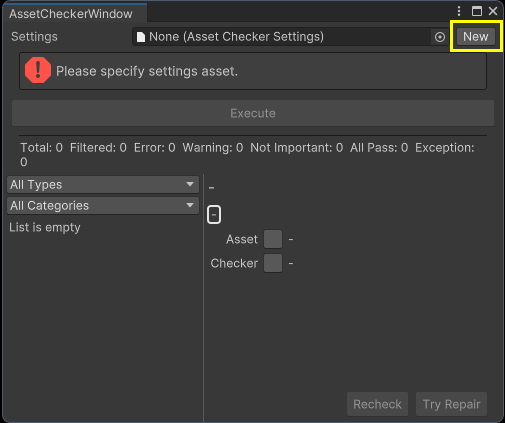 AssetCheckerWindow
Settings None (Asset Checker Settings) New
Please specify settings asset.
Execute
Total: 0 Filtered: 0 Error: 0 Warning: 0 Not Important: 0 All Pass: 0 Exception:
0
All Types
-
All Categories
-
List is empty
Asset -
Checker -
Recheck Try Repair